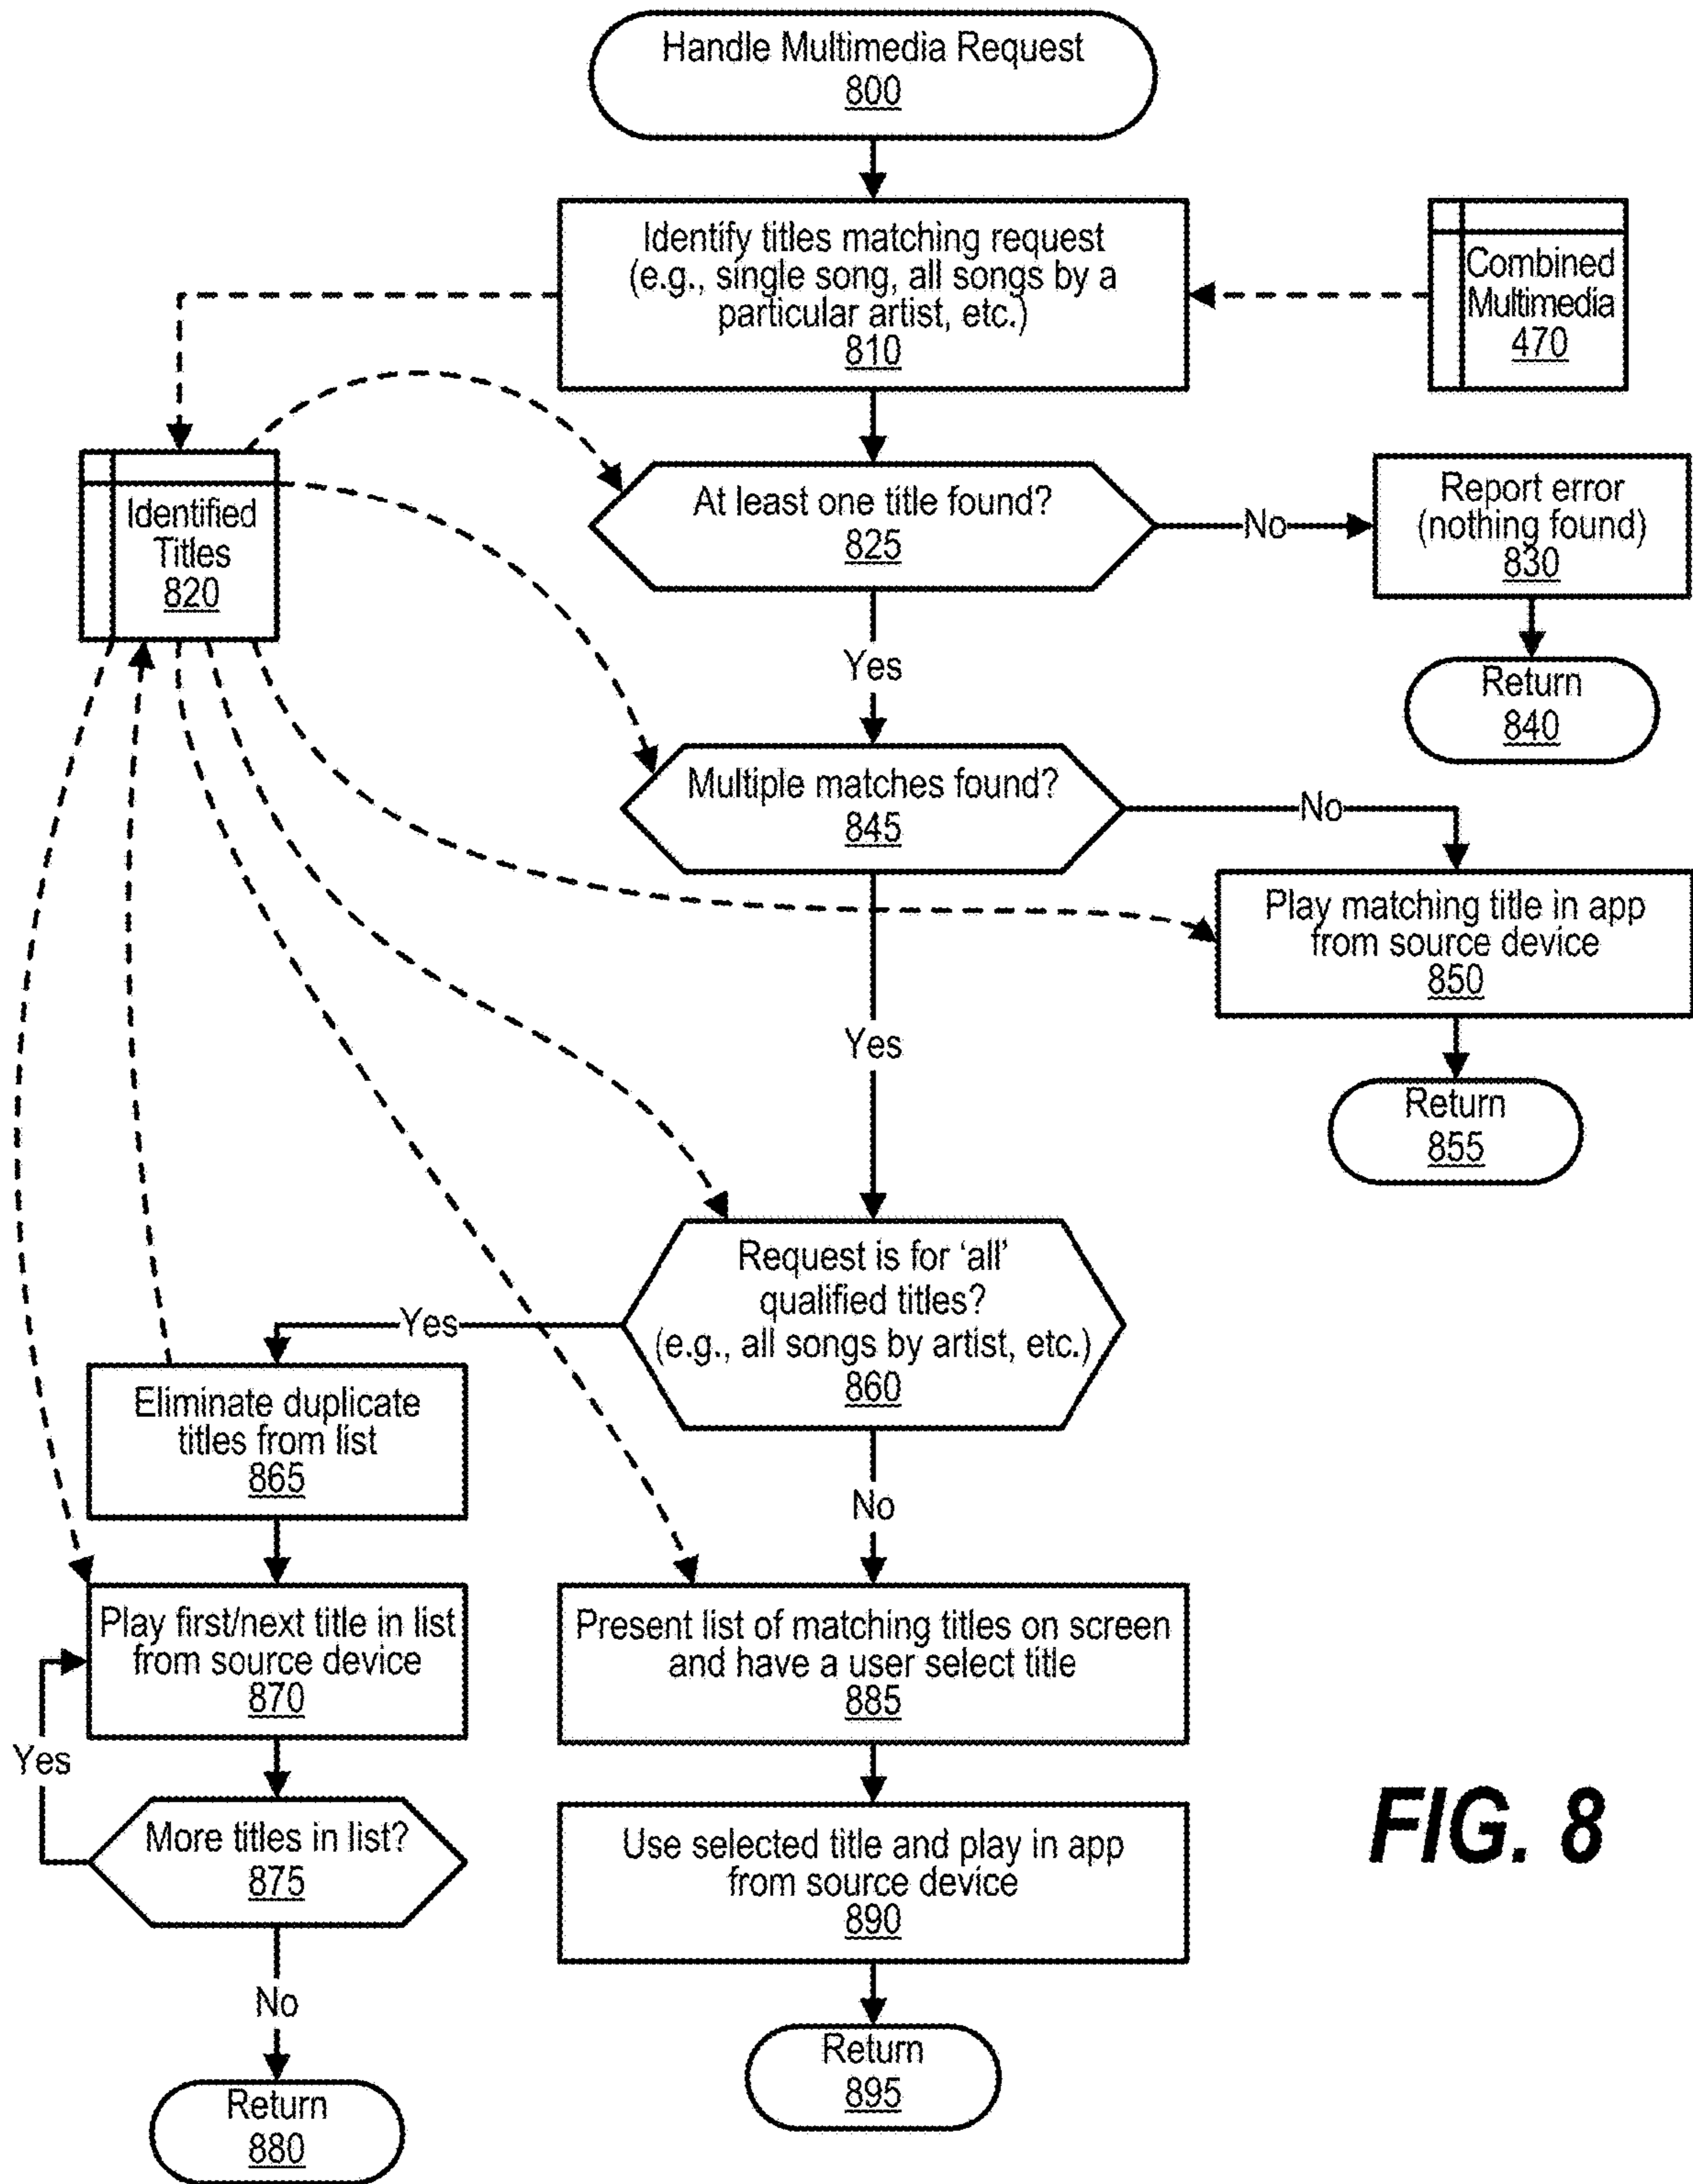 Handle Multimedia Request
800
Identify titles matching request
(e.g., single song, all songs by a
particular artist, etc.)
810
Combined
Multimedia
470
Identified
Titles
820
At least one title found?
825
No
Report error
(nothing found)
830
Return
840
Yes
Multiple matches found?
845
No
Play matching title in app
from source device
850
Return
855
Yes
Request is for ‘all’
qualified titles?
(e.g., all songs by artist, etc.)
860
Yes
Eliminate duplicate
titles from list
865
No
Play first/next title in list
from source device
870
Yes
More titles in list?
875
No
Return
880
Present list of matching titles on screen
and have a user select title
885
Use selected title and play in app
from source device
890
Return
895
FIG. 8